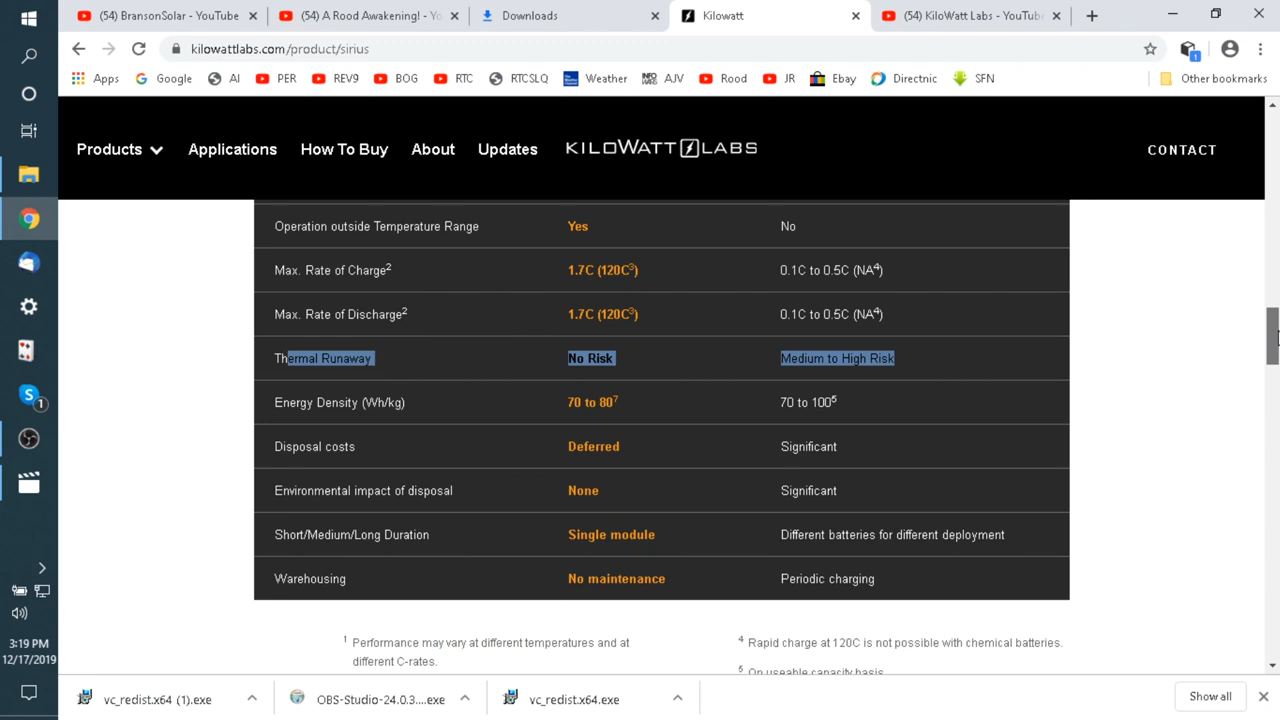 (54) BransonSolar - YouTube
(54) A Rood Awakening! - Yo
Downloads
Kilowatt
(54) KiloWatt Labs - YouTube
kilowattlabs.com/product/sirius
1
Apps
Google
AI
PER
REV9
BOG
RTC
RTCSLQ
Weather
AJV
Rood
JR
Ebay
Directnic
SFN
Other bookmarks
Products
Applications
How To Buy
About
Updates
KILOWATT LABS
CONTACT
Operation outside Temperature Range Yes No
Max. Rate of Charge² 1.7C (120C³) 0.1C to 0.5C (NA⁴)
Max. Rate of Discharge² 1.7C (120C³) 0.1C to 0.5C (NA⁴)
Thermal Runaway No Risk Medium to High Risk
Energy Density (Wh/kg) 70 to 80⁷ 70 to 100⁵
Disposal costs Deferred Significant
Environmental impact of disposal None Significant
Short/Medium/Long Duration Single module Different batteries for different deployment
Warehousing No maintenance Periodic charging
¹ Performance may vary at different temperatures and at
different C-rates.
⁴ Rapid charge at 120C is not possible with chemical batteries.
⁵ On useable capacity basis
1
3:19 PM
12/17/2019
vc_redist.x64 (1).exe
OBS-Studio-24.0.3....exe
vc_redist.x64.exe
Show all